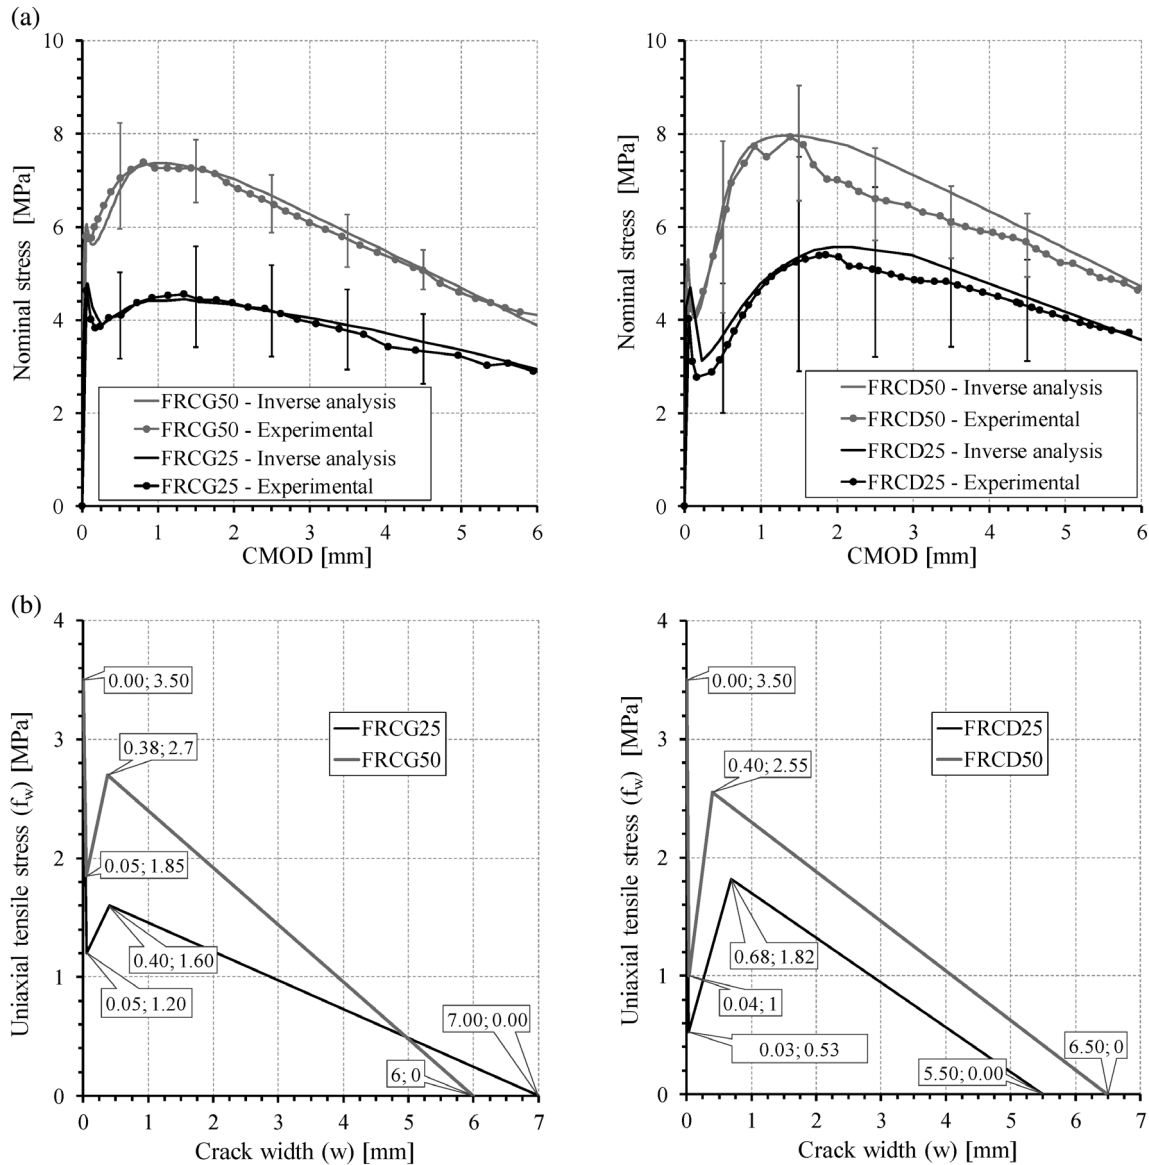 (a)
Nominal stress [MPa]
10
8
6
4
2
0
FRCG50 - Inverse analysis
FRCG50 - Experimental
FRCG25 - Inverse analysis
FRCG25 - Experimental
0 1 2 3 4 5 6
CMOD [mm]
Nominal stress [MPa]
10
8
6
4
2
0
FRCD50 - Inverse analysis
FRCD50 - Experimental
FRCD25 - Inverse analysis
FRCD25 - Experimental
0 1 2 3 4 5 6
CMOD [mm]
(b)
Uniaxial tensile stress (fw) [MPa]
4
3
2
1
0
0.00; 3.50
FRCG25
FRCG50
0.38; 2.7
0.05; 1.85
0.40; 1.60
0.05; 1.20
7.00; 0.00
6; 0
0 1 2 3 4 5 6 7
Crack width (w) [mm]
Uniaxial tensile stress (fw) [MPa]
4
3
2
1
0
0.00; 3.50
FRCD25
FRCD50
0.40; 2.55
0.68; 1.82
0.04; 1
0.03; 0.53
6.50; 0
5.50; 0.00
0 1 2 3 4 5 6 7
Crack width (w) [mm]